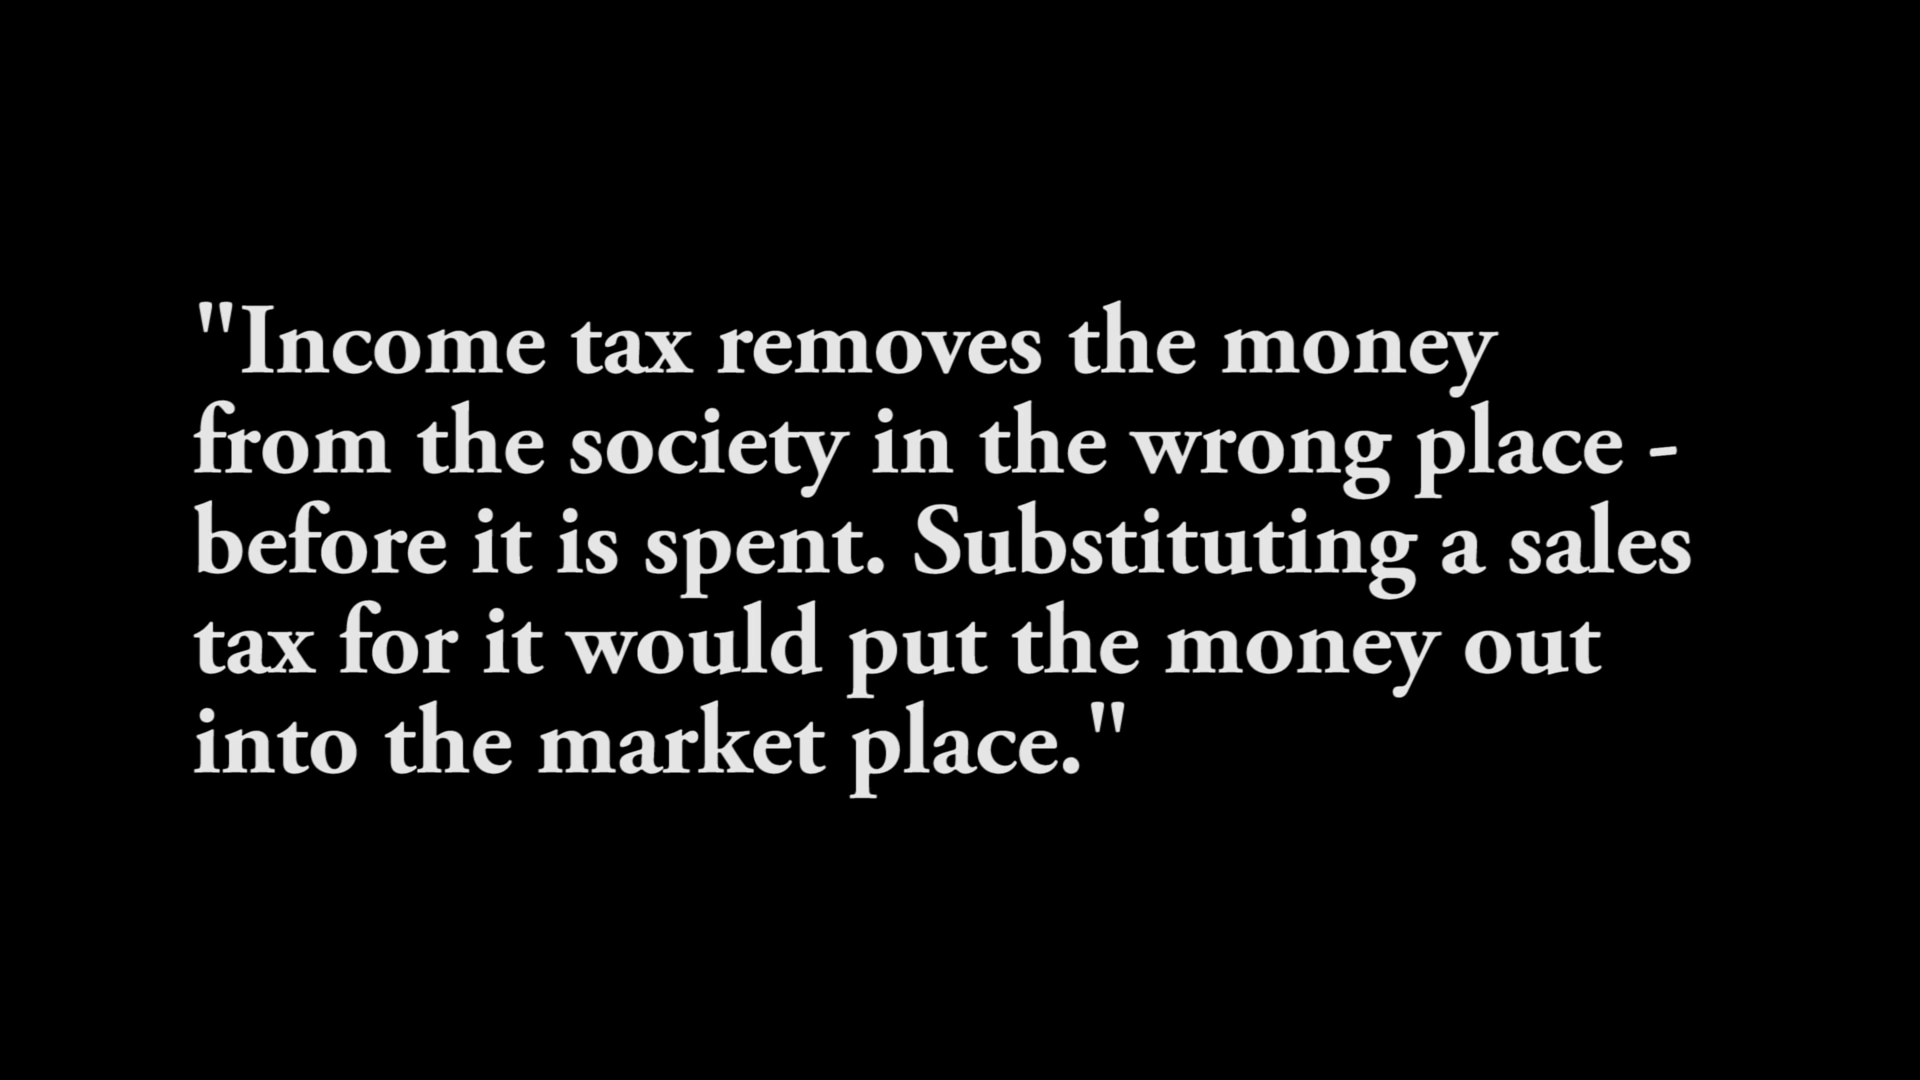 "Income tax removes the money
from the society in the wrong place -
before it is spent. Substituting a sales
tax for it would put the money out
into the market place."